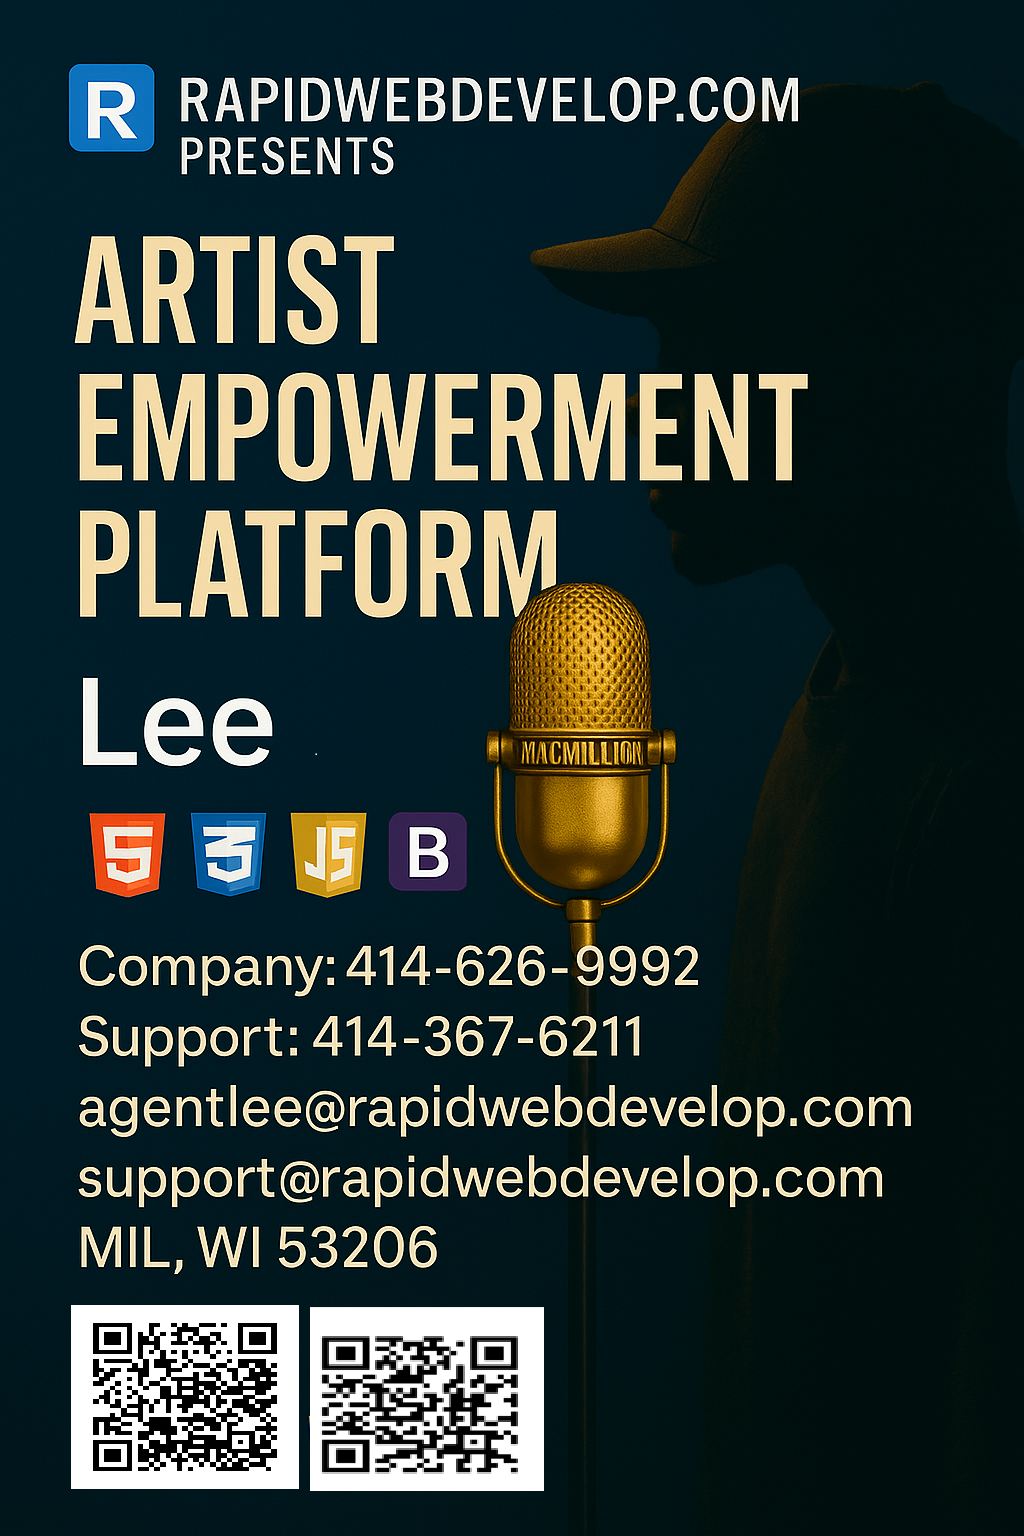 R RAPIDWEBDEVELOP.COM
PRESENTS
ARTIST
EMPOWERMENT
PLATFORM
Lee
MACMILLION
5 3 JS B
Company: 414-626-9992
Support: 414-367-6211
agentlee@rapidwebdevelop.com
support@rapidwebdevelop.com
MIL, WI 53206